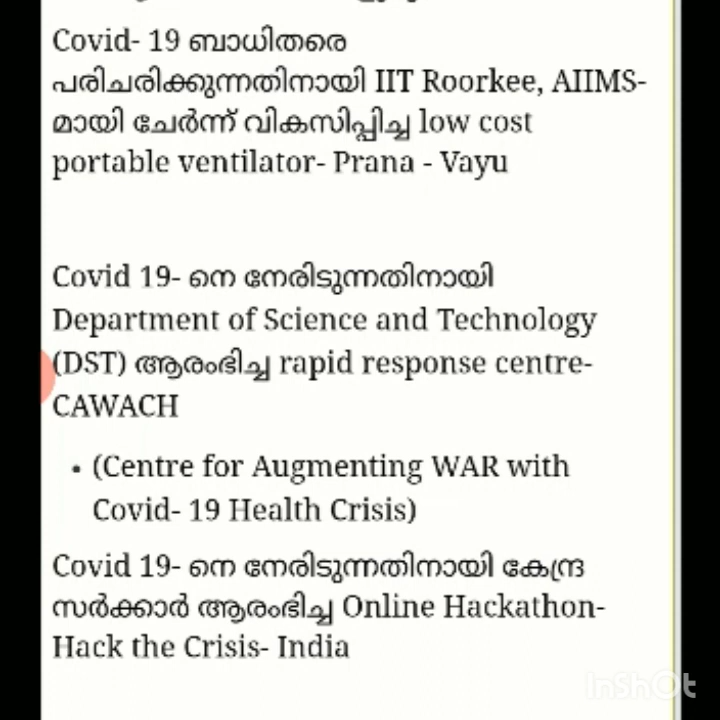 Covid- 19 ബാധിതരെ
പരിചരിക്കുന്നതിനായി IIT Roorkee, AIIMS-
മായി ചേർന്ന് വികസിപ്പിച്ച low cost
portable ventilator- Prana - Vayu
Covid 19- നെ നേരിടുന്നതിനായി
Department of Science and Technology
(DST) ആരംഭിച്ച rapid response centre-
CAWACH
• (Centre for Augmenting WAR with
Covid- 19 Health Crisis)
Covid 19- നെ നേരിടുന്നതിനായി കേന്ദ്ര
സർക്കാർ ആരംഭിച്ച Online Hackathon-
Hack the Crisis- India
InShOt